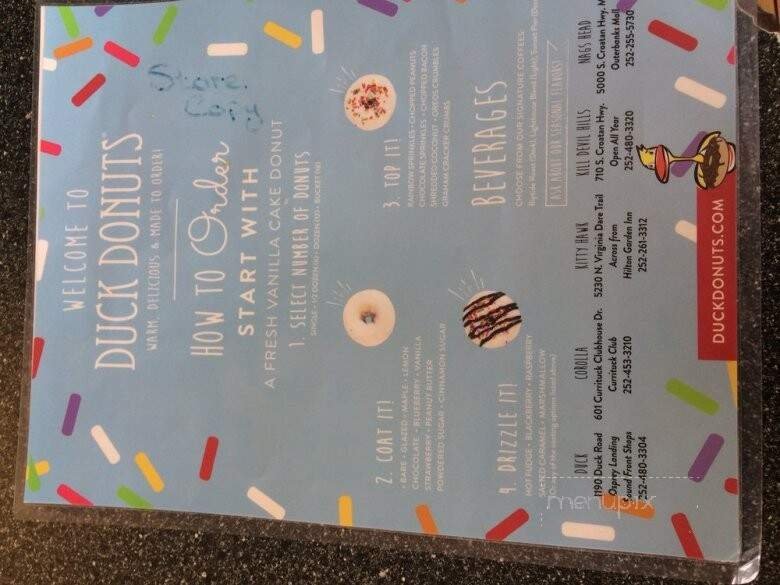 Store
Copy
WELCOME TO
DUCK DONUTS
WARM, DELICIOUS & MADE TO ORDER!
HOW TO Order
START WITH
A FRESH VANILLA CAKE DONUT
1. SELECT NUMBER OF DONUTS
2. COAT IT!
• BARE • GLAZED • MAPLE • LEMON
CHOCOLATE • BLUEBERRY • VANILLA
STRAWBERRY • PEANUT BUTTER
POWDERED SUGAR • CINNAMON SUGAR
3. TOP IT!
RAINBOW SPRINKLES • CHOPPED PEANUTS
CHOCOLATE SPRINKLES • CHOPPED BACON
SHREDDED COCONUT • OREO CRUMBLES
GRAHAM CRACKER CRUMBS
4. DRIZZLE IT!
HOT FUDGE • BLACKBERRY • RASPBERRY
SALTED CARAMEL • MARSHMALLOW
BEVERAGES
CHOOSE FROM OUR SIGNATURE COFFEES:
ASK ABOUT OUR SEASONAL FLAVORS!
DUCK
1190 Duck Road
Osprey Landing
Sound Front Shops
252-480-3304
COROLLA
601 Currituck Clubhouse Dr.
Currituck Club
252-453-3210
KITTY HAWK
5230 N. Virginia Dare Trail
Across from
Hilton Garden Inn
252-261-3312
KILL DEVIL HILLS
710 S. Croatan Hwy.
Open All Year
252-480-3320
NAGS HEAD
5000 S. Croatan Hwy.
Outerbanks Mall
252-255-5730
DUCKDONUTS.COM
menupix